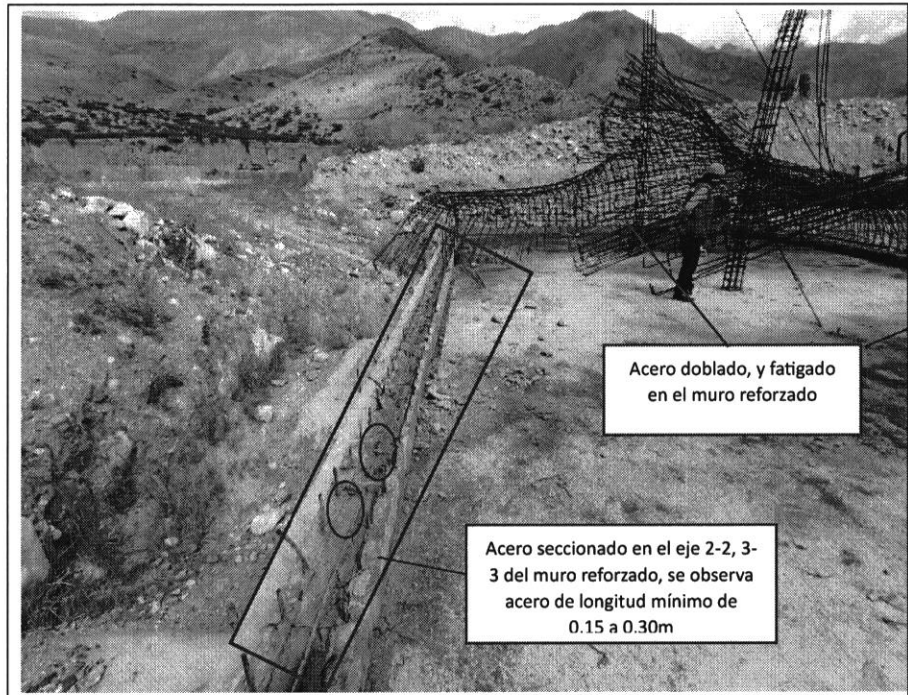 Acero doblado, y fatigado
en el muro reforzado
Acero seccionado en el eje 2-2, 3-
3 del muro reforzado, se observa
acero de longitud mínimo de
0.15 a 0.30m